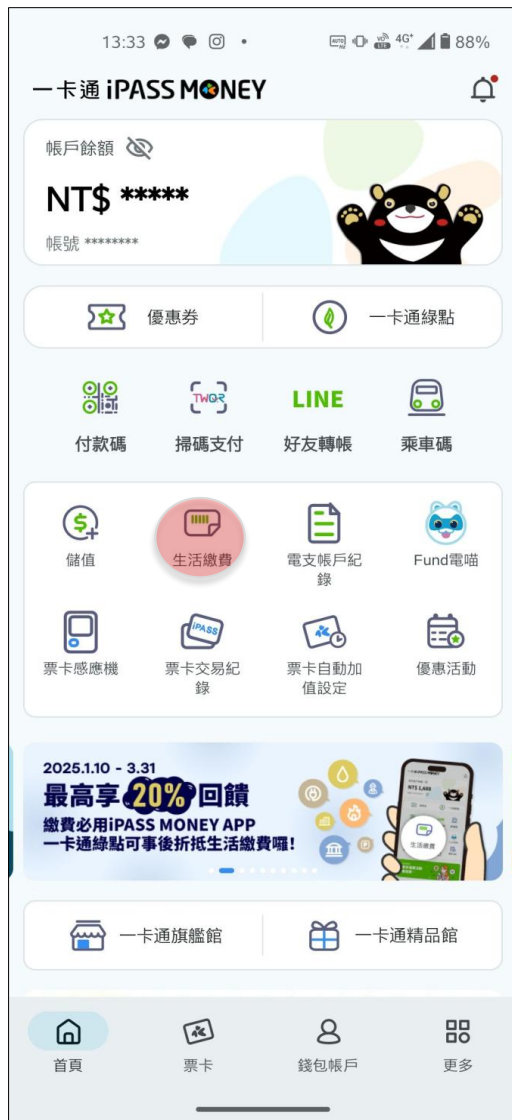 13:33
4G+
88%
一卡通 iPASS MONEY
帳戶餘額
NT$ *****
帳號 ********
優惠券
一卡通綠點
TWQR
LINE
付款碼
掃碼支付
好友轉帳
乘車碼
儲值
生活繳費
電支帳戶紀
錄
Fund電喵
iPASS
票卡感應機
票卡交易紀
錄
票卡自動加
值設定
優惠活動
2025.1.10 - 3.31
最高享20%回饋
繳費必用iPASS MONEY APP
一卡通綠點可事後折抵生活繳費喔!
生活繳費
一卡通旗艦館
一卡通精品館
首頁
票卡
錢包帳戶
更多